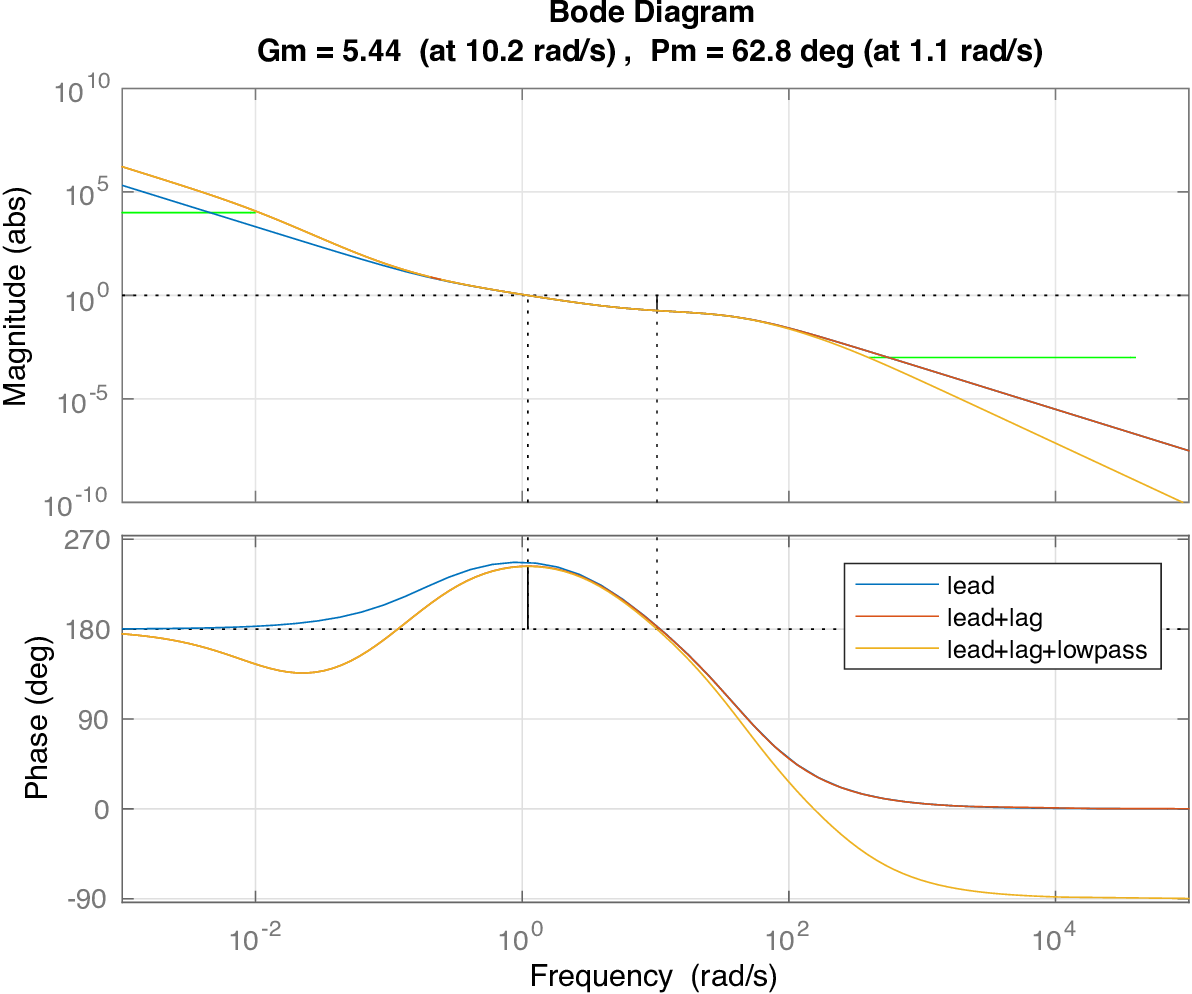 Bode Diagram
Gm = 5.44  (at 10.2 rad/s) ,  Pm = 62.8 deg (at 1.1 rad/s)
Magnitude (abs)
10^10
10^5
10^0
10^-5
10^-10
Phase (deg)
270
180
90
0
-90
lead
lead+lag
lead+lag+lowpass
10^-2
10^0
10^2
10^4
Frequency  (rad/s)